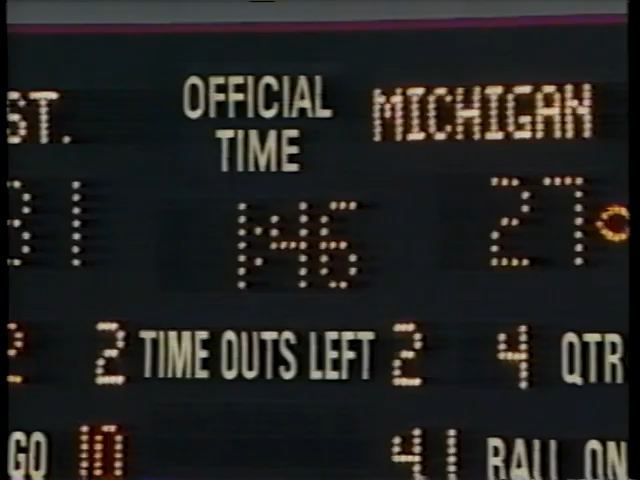 ST. OFFICIAL TIME MICHIGAN
31 1:46 27
2 2 TIME OUTS LEFT 2 4 QTR
GO 10 41 BALL ON